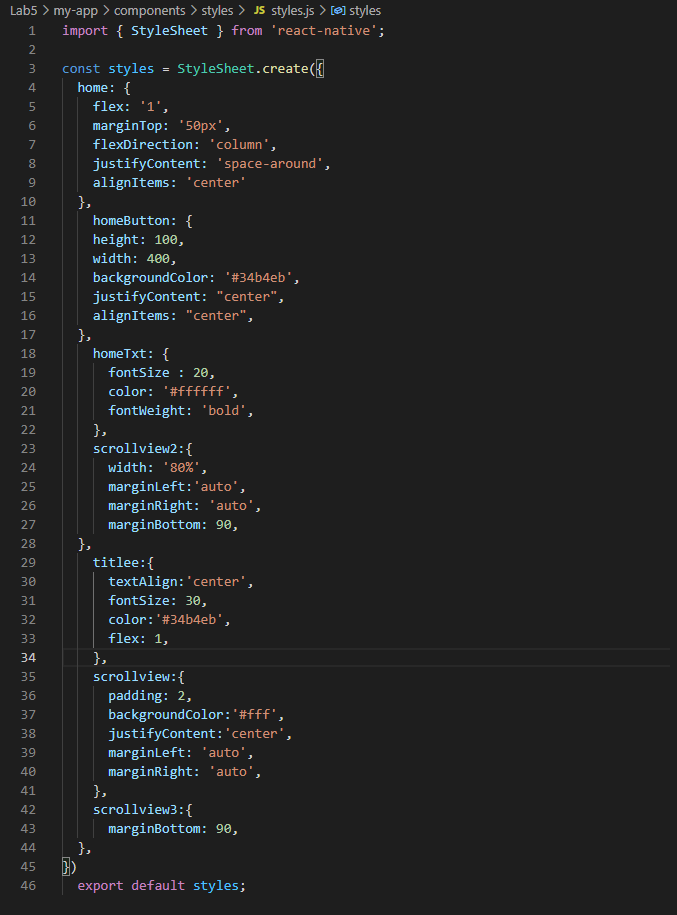 Lab5 > my-app > components > styles > JS styles.js > styles
1 import { StyleSheet } from 'react-native';
2
3 const styles = StyleSheet.create({
4   home: {
5     flex: '1',
6     marginTop: '50px',
7     flexDirection: 'column',
8     justifyContent: 'space-around',
9     alignItems: 'center'
10   },
11     homeButton: {
12     height: 100,
13     width: 400,
14     backgroundColor: '#34b4eb',
15     justifyContent: "center",
16     alignItems: "center",
17   },
18     homeTxt: {
19       fontSize : 20,
20       color: '#ffffff',
21       fontWeight: 'bold',
22     },
23     scrollview2:{
24       width: '80%',
25       marginLeft:'auto',
26       marginRight: 'auto',
27       marginBottom: 90,
28   },
29     titlee:{
30       textAlign:'center',
31       fontSize: 30,
32       color:'#34b4eb',
33       flex: 1,
34     },
35     scrollview:{
36       padding: 2,
37       backgroundColor:'#fff',
38       justifyContent:'center',
39       marginLeft: 'auto',
40       marginRight: 'auto',
41     },
42     scrollview3:{
43       marginBottom: 90,
44   },
45 })
46   export default styles;